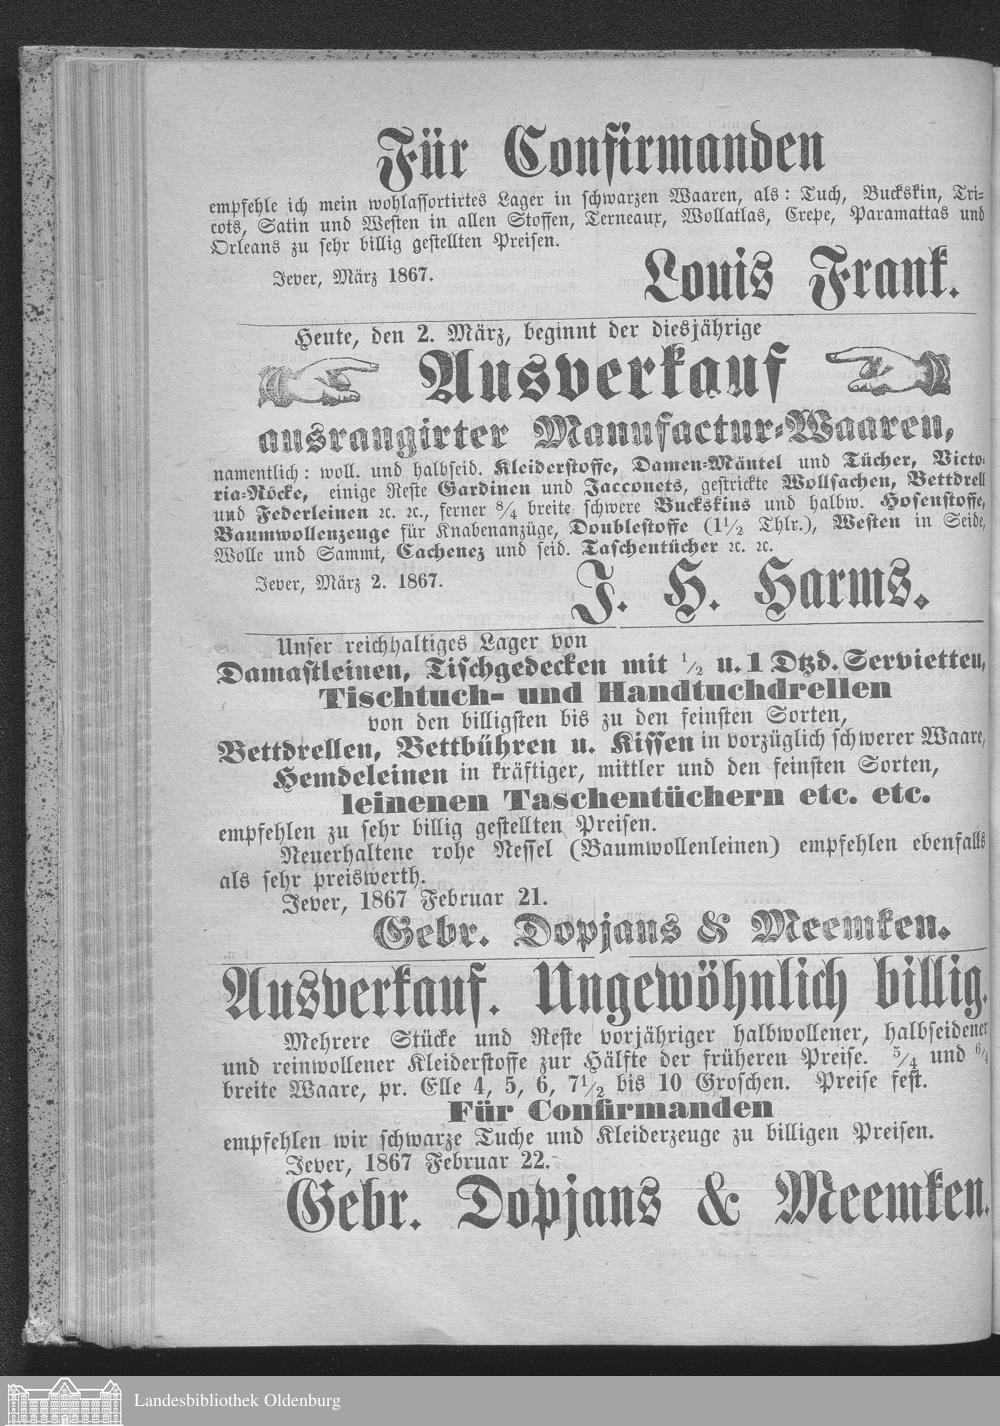 Für Confirmanden
empfehle ich mein wohlassortirtes Lager in schwarzen Waaren, als: Tuch, Buckskin, Tri-
cots, Satin und Westen in allen Stoffen, Terneaux, Wollatlas, Crepe, Paramattas und
Orleans zu sehr billig gestellten Preisen.
Jever, März 1867.
Louis Frank.
Heute, den 2. März, beginnt der diesjährige
Ausverkauf
ausrangirter Manufactur-Waaren,
namentlich: woll. und halbseid. Kleiderstoffe, Damen-Mäntel und Tücher, Victo-
ria-Röcke, einige Reste Gardinen und Jacconets, gestrickte Wollsachen, Bettdrell
und Federleinen ꝛc. ꝛc., ferner 8/4 breite schwere Buckskins und halbw. Hosenstoffe,
Baumwollenzeuge für Knabenanzüge, Doublestoffe (1½ Thlr.), Westen in Seide,
Wolle und Sammt, Cachenez und seid. Taschentücher ꝛc. ꝛc.
Jever, März 2. 1867.
J. H. Harms.
Unser reichhaltiges Lager von
Damastleinen, Tischgedecken mit ½ u. 1 Dtzd. Servietten,
Tischtuch- und Handtuchdrellen
von den billigsten bis zu den feinsten Sorten,
Bettdrellen, Bettbühren u. Kissen in vorzüglich schwerer Waare,
Hemdeleinen in kräftiger, mittler und den feinsten Sorten,
leinenen Taschentüchern etc. etc.
empfehlen zu sehr billig gestellten Preisen.
Neuerhaltene rohe Nessel (Baumwollenleinen) empfehlen ebenfalls
als sehr preiswerth.
Jever, 1867 Februar 21.
Gebr. Dopjans & Meemken.
Ausverkauf. Ungewöhnlich billig.
Mehrere Stücke und Reste vorjähriger halbwollener, halbseidener
und reinwollener Kleiderstoffe zur Hälfte der früheren Preise. 5/4 und 6/4
breite Waare, pr. Elle 4, 5, 6, 7½ bis 10 Groschen. Preise fest.
Für Confirmanden
empfehlen wir schwarze Tuche und Kleiderzeuge zu billigen Preisen.
Jever, 1867 Februar 22.
Gebr. Dopjans & Meemken.
Landesbibliothek Oldenburg